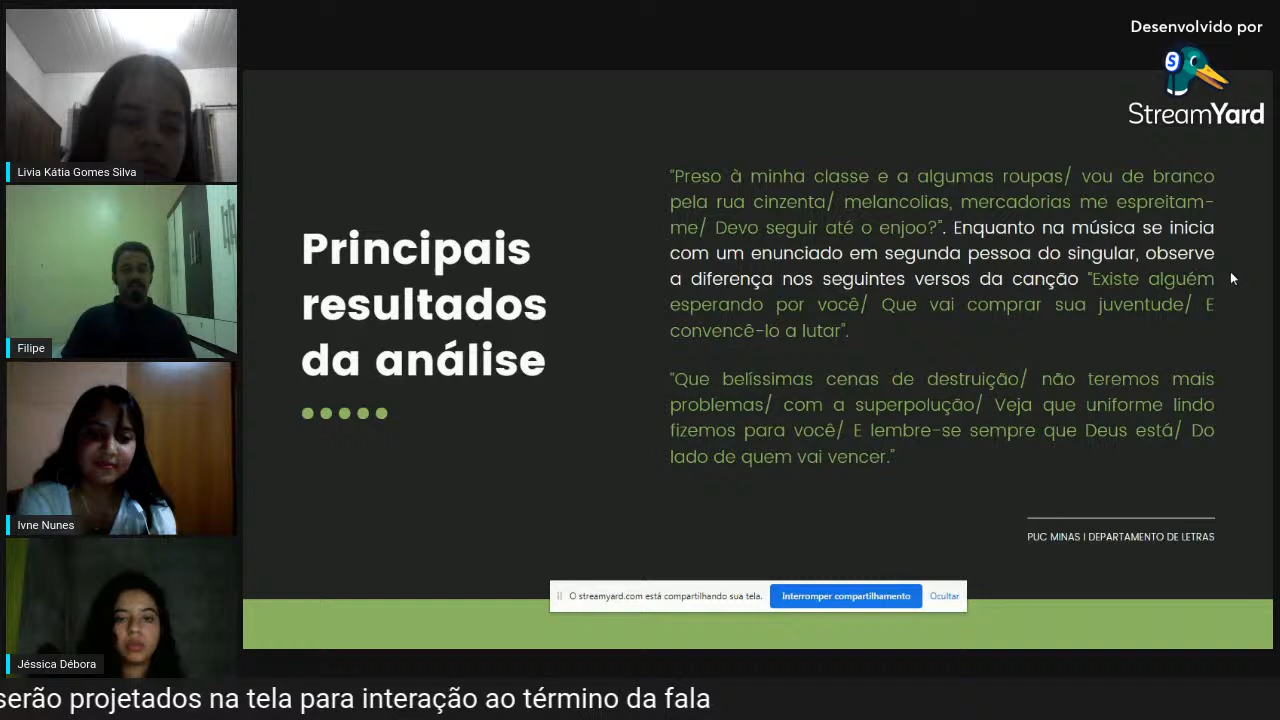 Desenvolvido por
StreamYard
Livia Kátia Gomes Silva
Filipe
Ivne Nunes
Jéssica Débora
Principais
resultados
da análise
"Preso à minha classe e a algumas roupas/ vou de branco
pela rua cinzenta/ melancolias, mercadorias me espreitam-
me/ Devo seguir até o enjoo?". Enquanto na música se inicia
com um enunciado em segunda pessoa do singular, observe
a diferença nos seguintes versos da canção "Existe alguém
esperando por você/ Que vai comprar sua juventude/ E
convencê-lo a lutar".
"Que belíssimas cenas de destruição/ não teremos mais
problemas/ com a superpolução/ Veja que uniforme lindo
fizemos para você/ E lembre-se sempre que Deus está/ Do
lado de quem vai vencer."
PUC MINAS | DEPARTAMENTO DE LETRAS
O streamyard.com está compartilhando sua tela.
Interromper compartilhamento
Ocultar
serão projetados na tela para interação ao término da fala